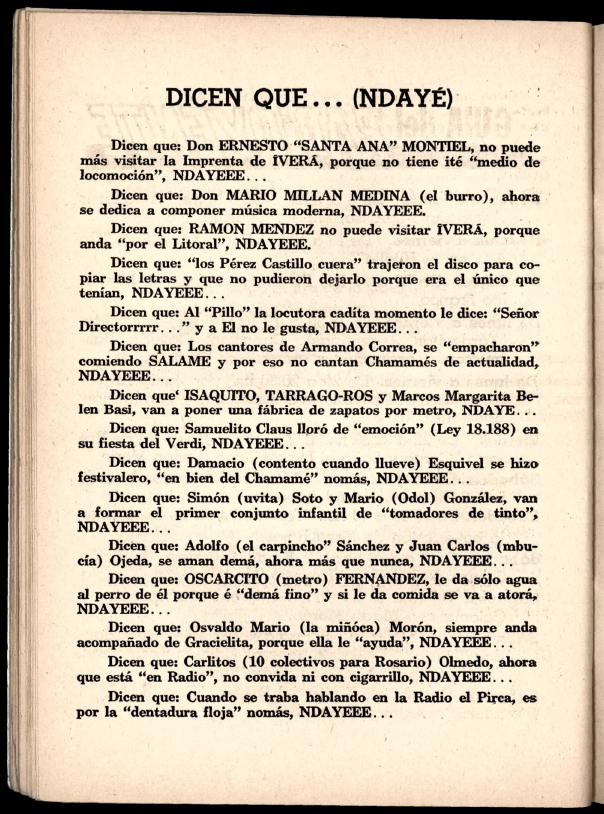 DICEN QUE... (NDAYÉ)
Dicen que: Don ERNESTO "SANTA ANA" MONTIEL, no puede
más visitar la Imprenta de ÍVERÁ, porque no tiene ité "medio de
locomoción", NDAYEEE...
Dicen que: Don MARIO MILLAN MEDINA (el burro), ahora
se dedica a componer música moderna, NDAYEEE.
Dicen que: RAMON MENDEZ no puede visitar ÍVERÁ, porque
anda "por el Litoral", NDAYEEE.
Dicen que: "los Pérez Castillo cuera" trajeron el disco para co-
piar las letras y que no pudieron dejarlo porque era el único que
tenían, NDAYEEE...
Dicen que: Al "Pillo" la locutora cadíta momento le dice: "Señor
Directorrrrr..." y a El no le gusta, NDAYEEE...
Dicen que: Los cantores de Armando Correa, se "empacharon"
comiendo SALAME y por eso no cantan Chamamés de actualidad,
NDAYEEE...
Dicen que' ISAQUITO, TARRAGO-ROS y Marcos Margarita Be-
len Basi, van a poner una fábrica de zapatos por metro, NDAYE...
Dicen que: Samuelito Claus lloró de "emoción" (Ley 18.188) en
su fiesta del Verdi, NDAYEEE...
Dicen que: Damacio (contento cuando llueve) Esquivel se hizo
festivalero, "en bien del Chamamé" nomás, NDAYEEE...
Dicen que: Simón (uvita) Soto y Mario (Odol) González, van
a formar el primer conjunto infantil de "tomadores de tinto",
NDAYEEE...
Dicen que: Adolfo (el carpincho" Sánchez y Juan Carlos (mbu-
cía) Ojeda, se aman demá, ahora más que nunca, NDAYEEE...
Dicen que: OSCARCITO (metro) FERNANDEZ, le da sólo agua
al perro de él porque é "demá fino" y si le da comida se va a atorá,
NDAYEEE...
Dicen que: Osvaldo Mario (la miñóca) Morón, siempre anda
acompañado de Gracielita, porque ella le "ayuda", NDAYEEE...
Dicen que: Carlitos (10 colectivos para Rosario) Olmedo, ahora
que está "en Radio", no convida ni con cigarrillo, NDAYEEE...
Dicen que: Cuando se traba hablando en la Radio el Pirca, es
por la "dentadura floja" nomás, NDAYEEE...